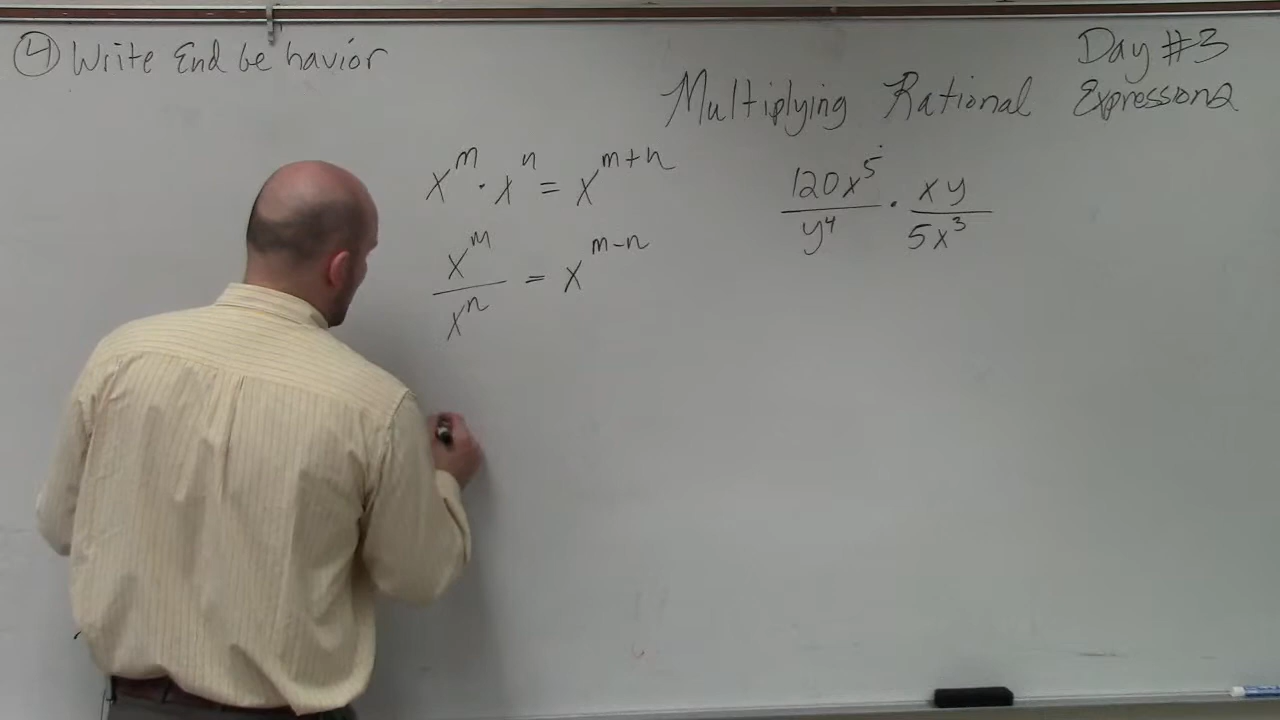 ④ Write End behavior
Day #3
Multiplying Rational Expressions
x^m · x^n = x^{m+n}
x^m / x^n = x^{m-n}
120x^5 / y^4 · xy / 5x^3